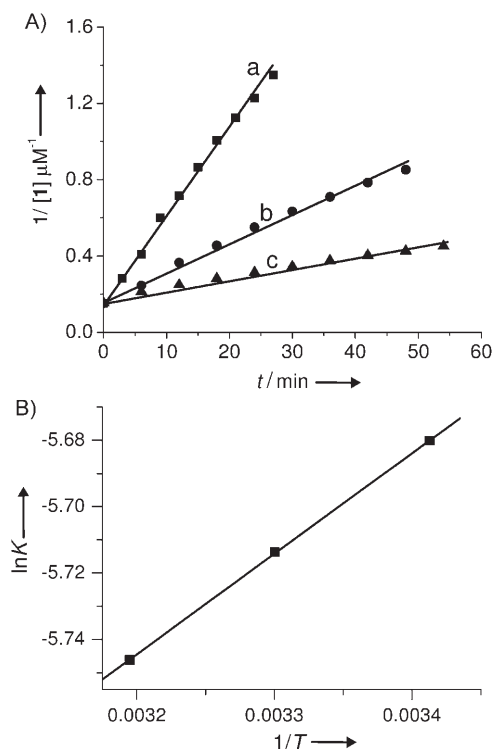 A)
1.6
1.2
0.8
0.4
0.0
1/ [1] μM⁻¹
a
b
c
0 10 20 30 40 50 60
t / min
B)
-5.68
-5.70
-5.72
-5.74
lnK
0.0032 0.0033 0.0034
1/T